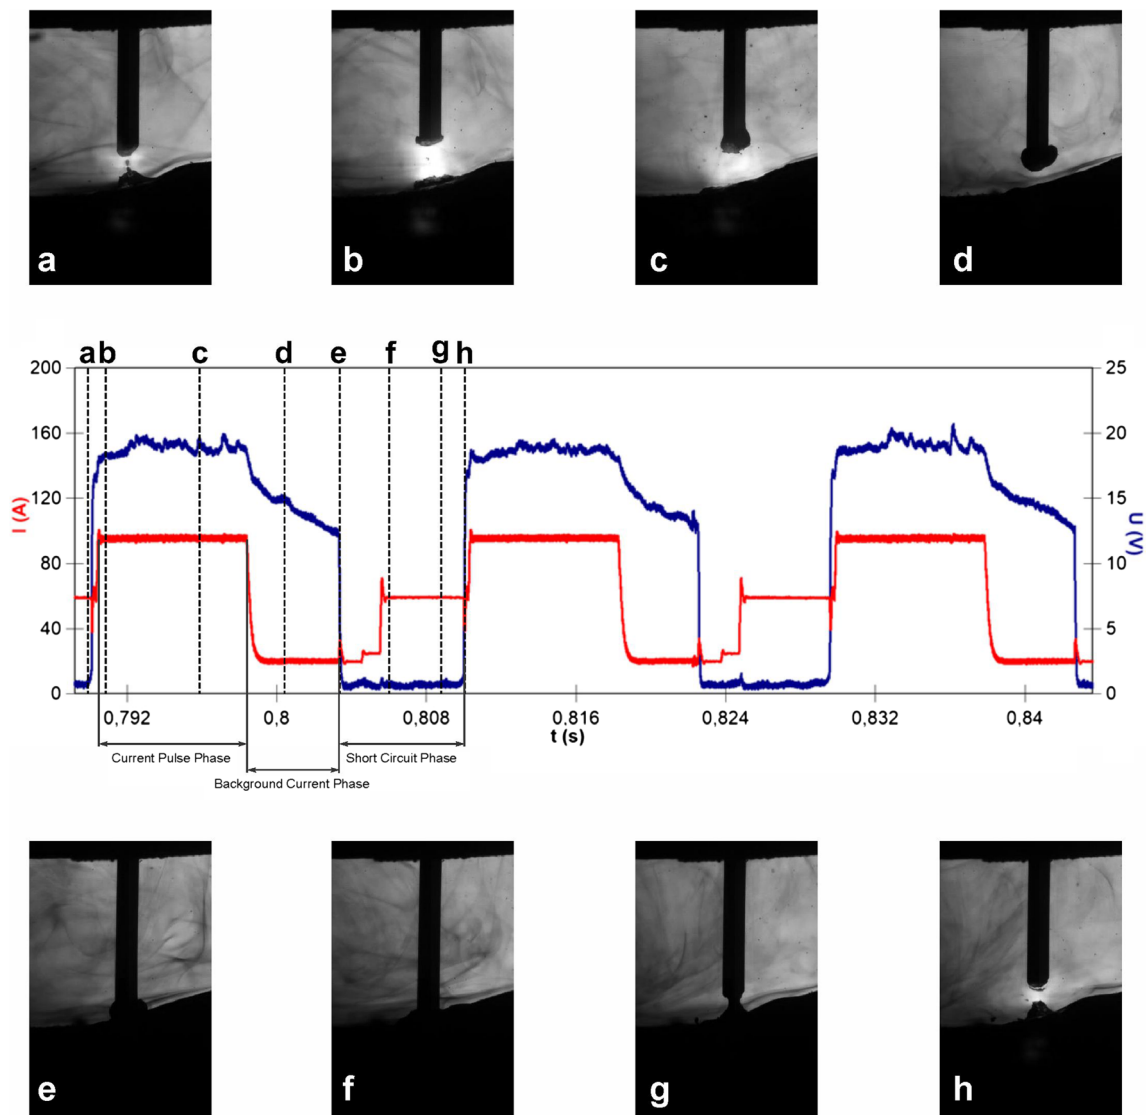 a
b
c
d
a b c d e f g h
200 25
160 20
120 15
80 10
40 5
0 0
I (A)
U (V)
0,792 0,8 0,808 0,816 0,824 0,832 0,84
t (s)
Current Pulse Phase
Short Circuit Phase
Background Current Phase
e
f
g
h